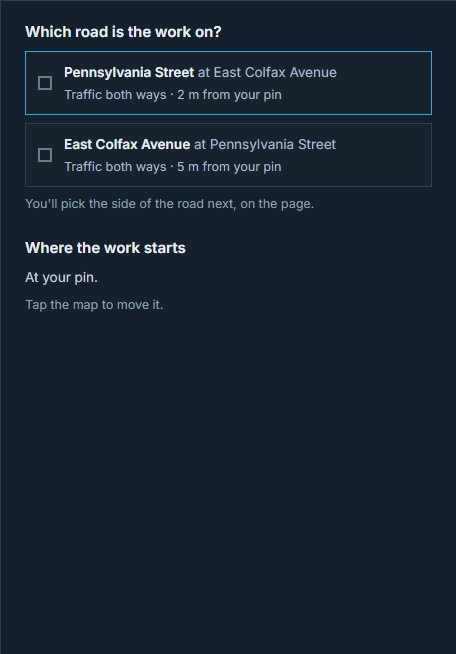 Which road is the work on?
Pennsylvania Street at East Colfax Avenue
Traffic both ways · 2 m from your pin
East Colfax Avenue at Pennsylvania Street
Traffic both ways · 5 m from your pin
You'll pick the side of the road next, on the page.
Where the work starts
At your pin.
Tap the map to move it.